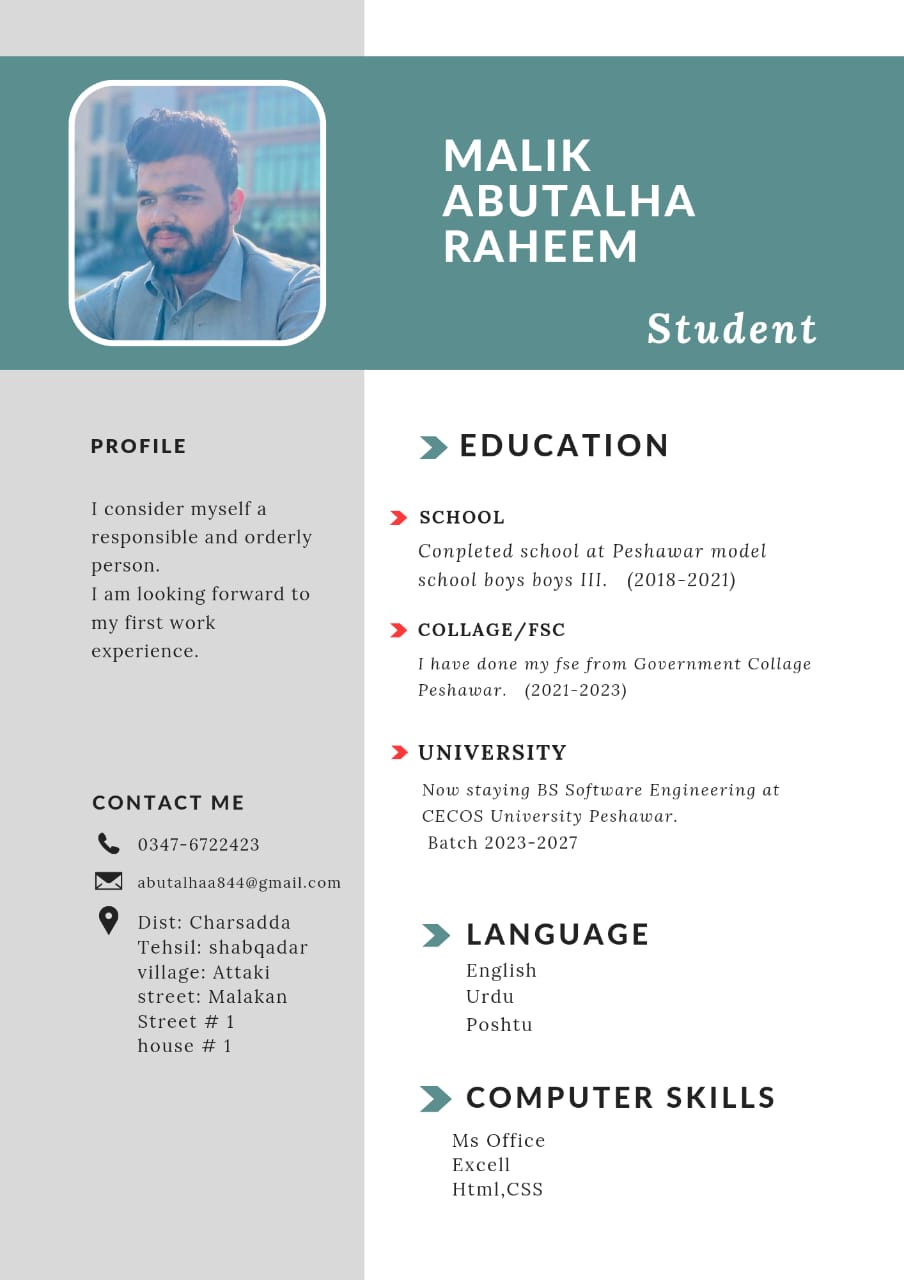 MALIK
ABUTALHA
RAHEEM
Student
PROFILE
I consider myself a
responsible and orderly
person.
I am looking forward to
my first work
experience.
CONTACT ME
0347-6722423
abutalhaa844@gmail.com
Dist: Charsadda
Tehsil: shabqadar
village: Attaki
street: Malakan
Street # 1
house # 1
EDUCATION
SCHOOL
Conpleted school at Peshawar model
school boys boys III. (2018-2021)
COLLAGE/FSC
I have done my fse from Government Collage
Peshawar. (2021-2023)
UNIVERSITY
Now staying BS Software Engineering at
CECOS University Peshawar.
Batch 2023-2027
LANGUAGE
English
Urdu
Poshtu
COMPUTER SKILLS
Ms Office
Excell
Html,CSS